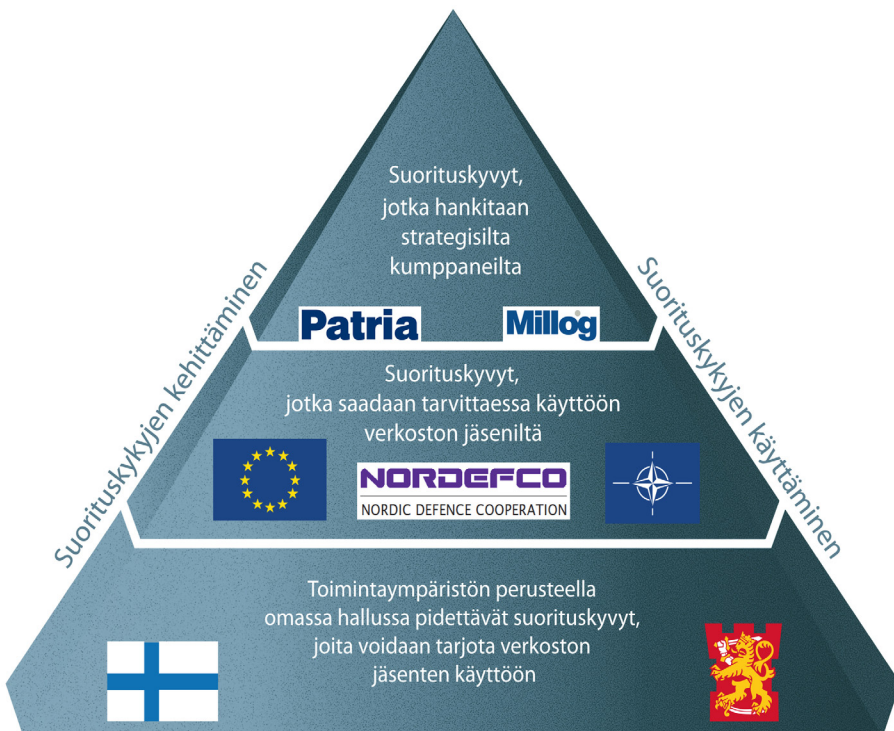 Suorituskyvyt,
jotka hankitaan
strategisilta
kumppaneilta
Patria
Millog
Suorituskyvyt,
jotka saadaan tarvittaessa käyttöön
verkoston jäseniltä
NORDEFCO
NORDIC DEFENCE COOPERATION
Toimintaympäristön perusteella
omassa hallussa pidettävät suorituskyvyt,
joita voidaan tarjota verkoston
jäsenten käyttöön
Suorituskykyjen kehittäminen
Suorituskykyjen käyttäminen